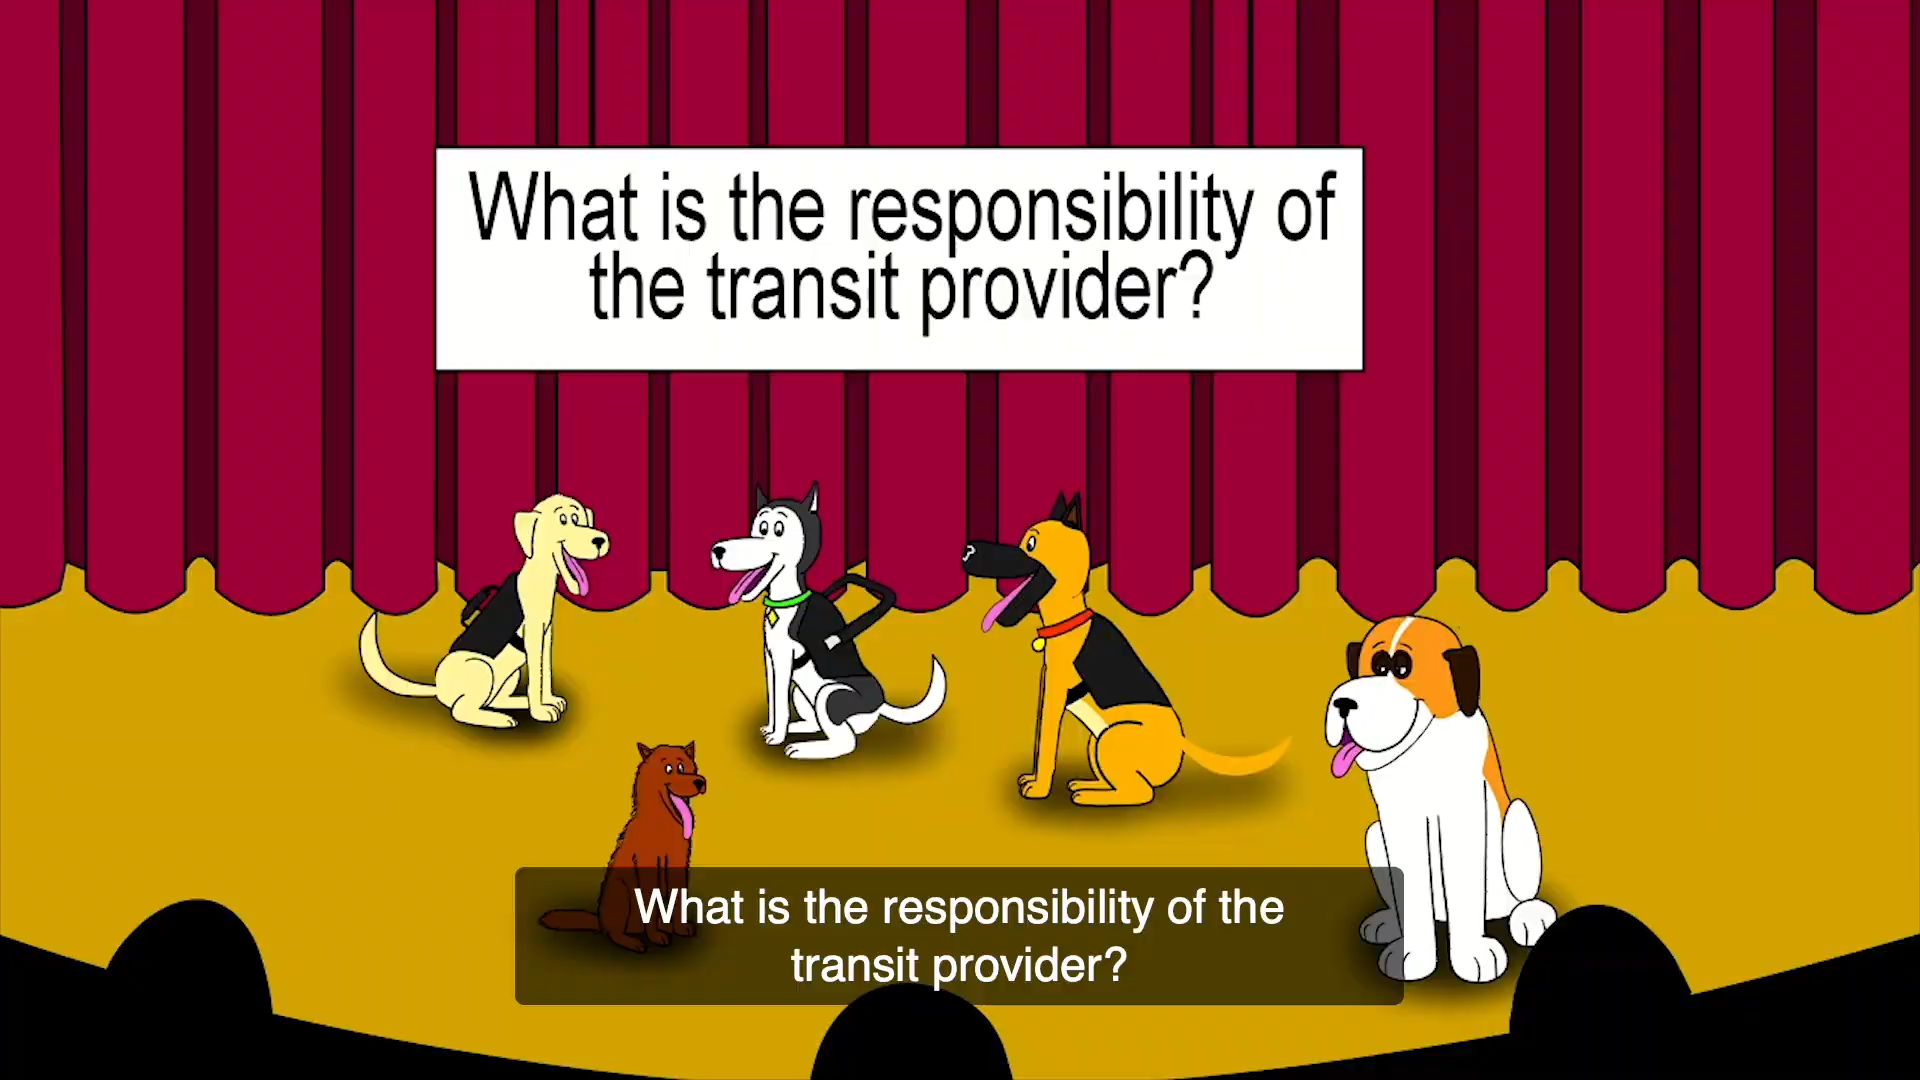 What is the responsibility of
the transit provider?
What is the responsibility of the
transit provider?